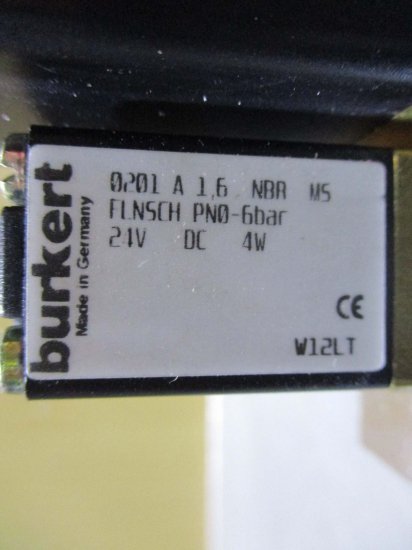 burkert
Made in Germany
0201 A 1,6 NBR MS
FLNSCH PN0-6bar
24V DC 4W
CE
W12LT